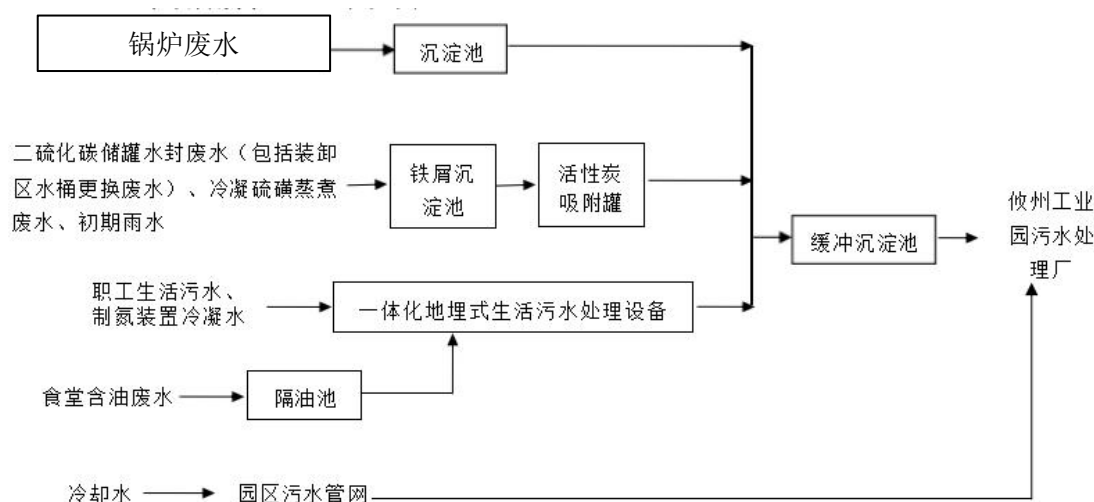 锅炉废水
沉淀池
二硫化碳储罐水封废水（包括装卸
区水桶更换废水）、冷凝硫磺蒸煮
废水、初期雨水
铁屑沉
淀池
活性炭
吸附罐
缓冲沉淀池
攸州工业
园污水处
理厂
职工生活污水、
制氮装置冷凝水
一体化地埋式生活污水处理设备
食堂含油废水
隔油池
冷却水
园区污水管网